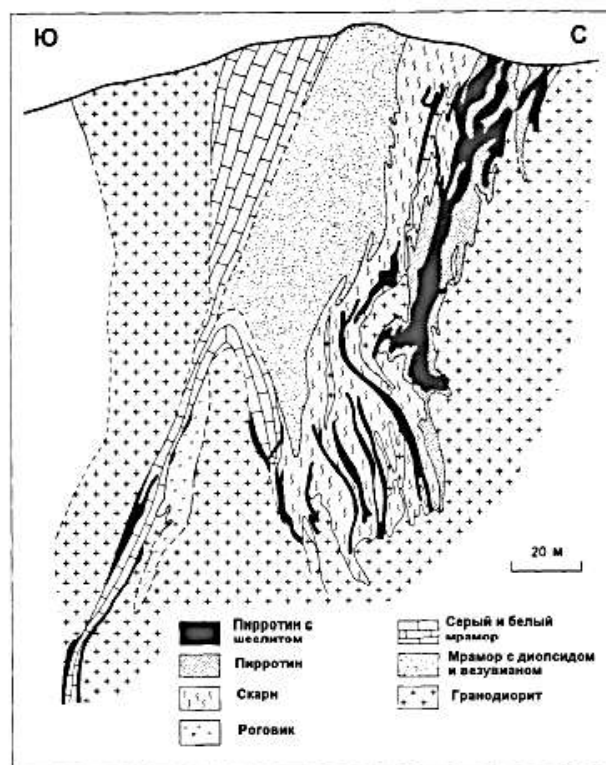 Ю С
20 м
Пирротин с
шеелитом
Пирротин
Скарн
Роговик
Серый и белый
мрамор
Мрамор с диопсидом
и везувианом
Гранодиорит